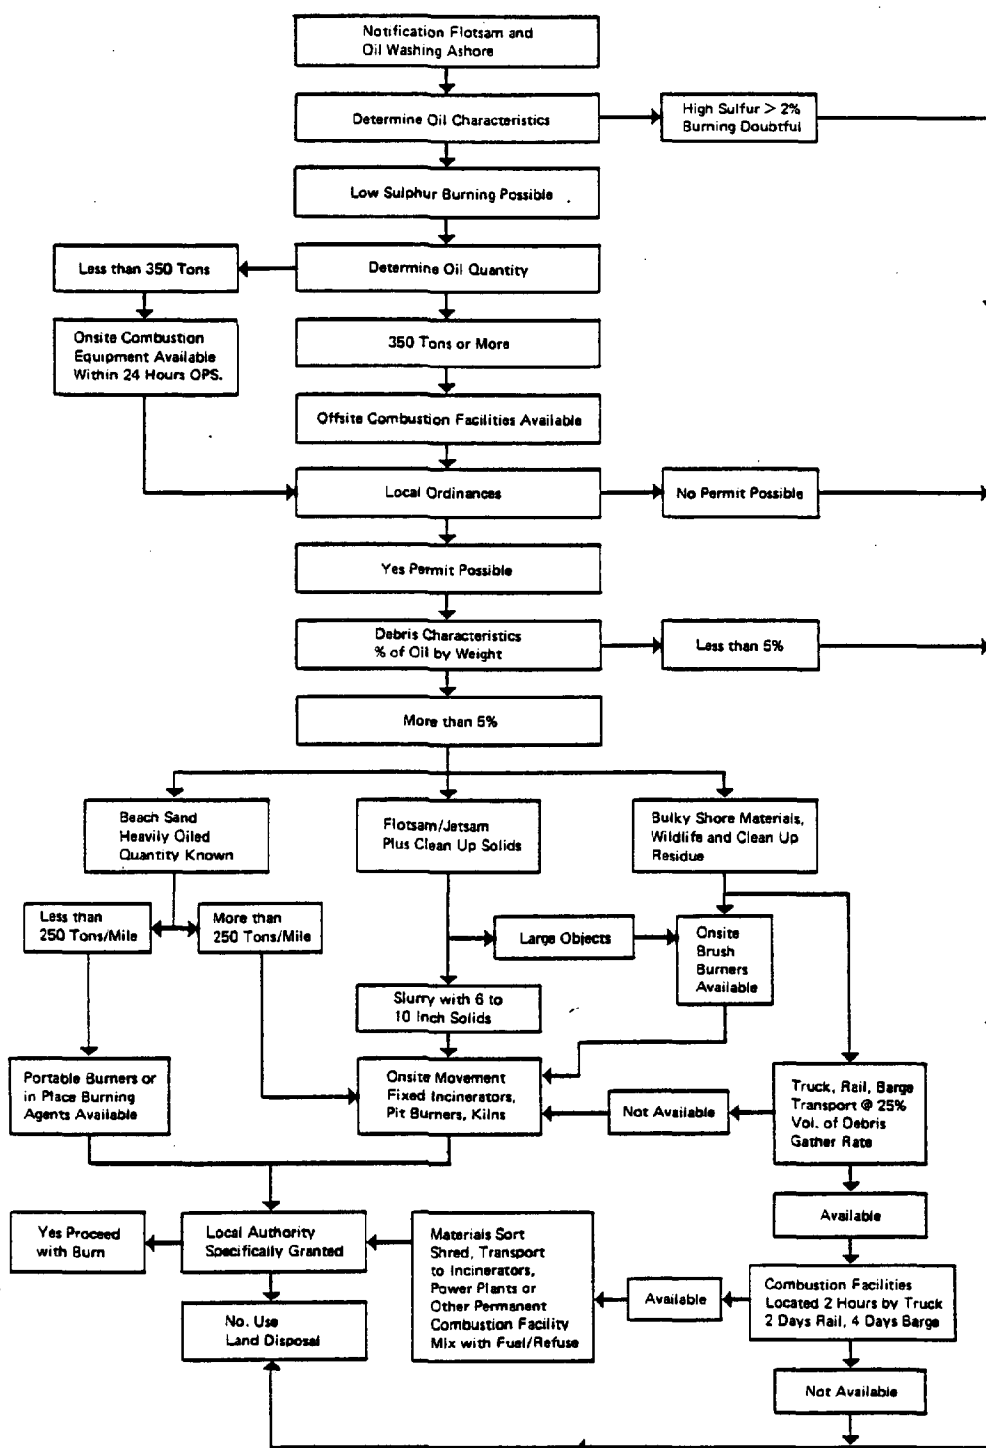 Notification Flotsam and
Oil Washing Ashore
Determine Oil Characteristics
High Sulfur > 2%
Burning Doubtful
Low Sulphur Burning Possible
Less than 350 Tons
Determine Oil Quantity
Onsite Combustion
Equipment Available
Within 24 Hours OPS.
350 Tons or More
Offsite Combustion Facilities Available
Local Ordinances
No Permit Possible
Yes Permit Possible
Debris Characteristics
% of Oil by Weight
Less than 5%
More than 5%
Beach Sand
Heavily Oiled
Quantity Known
Flotsam/Jetsam
Plus Clean Up Solids
Bulky Shore Materials,
Wildlife and Clean Up
Residue
Less than
250 Tons/Mile
More than
250 Tons/Mile
Large Objects
Onsite
Brush
Burners
Available
Slurry with 6 to
10 Inch Solids
Portable Burners or
in Place Burning
Agents Available
Onsite Movement
Fixed Incinerators,
Pit Burners, Kilns
Not Available
Truck, Rail, Barge
Transport @ 25%
Vol. of Debris
Gather Rate
Available
Yes Proceed
with Burn
Local Authority
Specifically Granted
Materials Sort
Shred, Transport
to Incinerators,
Power Plants or
Other Permanent
Combustion Facility
Mix with Fuel/Refuse
Available
Combustion Facilities
Located 2 Hours by Truck
2 Days Rail, 4 Days Barge
No. Use
Land Disposal
Not Available